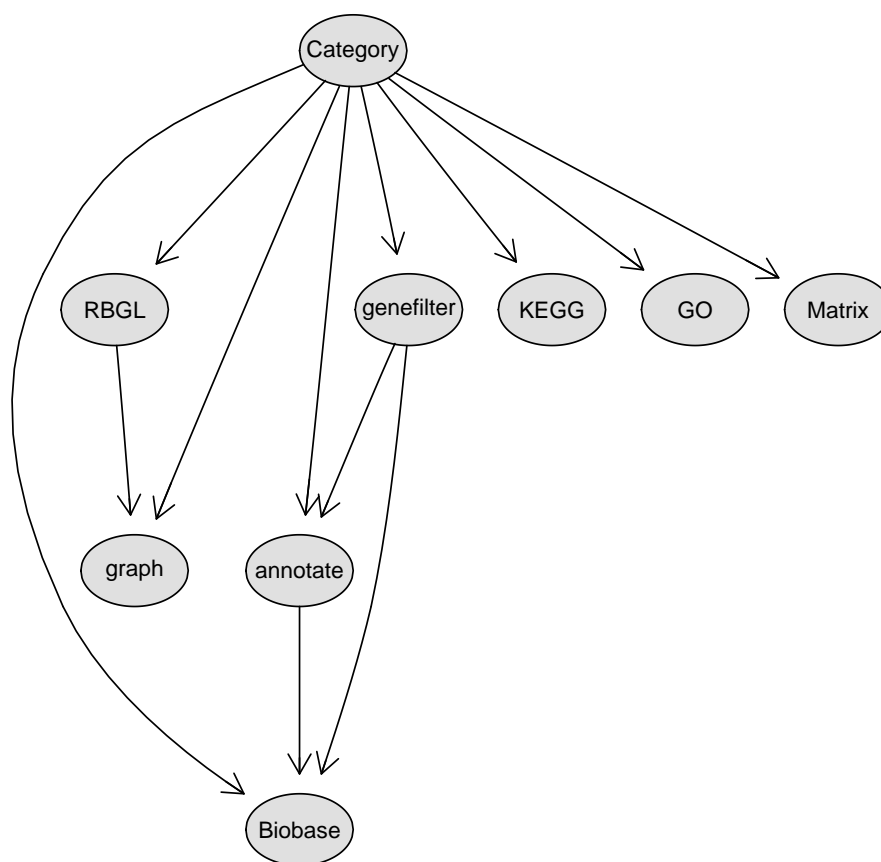 Category
RBGL
genefilter
KEGG
GO
Matrix
graph
annotate
Biobase